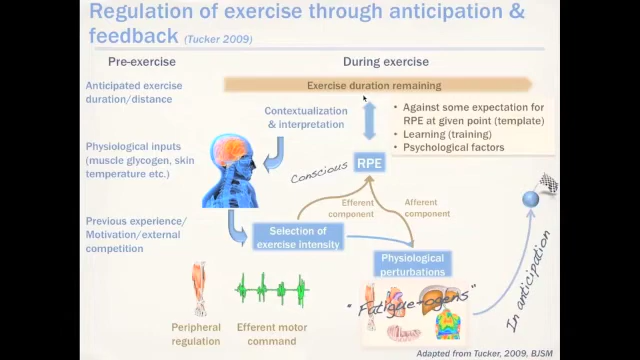 Regulation of exercise through anticipation &
feedback (Tucker 2009)
Pre-exercise
During exercise
Anticipated exercise
duration/distance
Exercise duration remaining
Contextualization
& interpretation
• Against some expectation for
RPE at given point (template)
• Learning (training)
• Psychological factors
Physiological inputs
(muscle glycogen, skin
temperature etc.)
Conscious
RPE
Efferent
component
Afferent
component
Previous experience/
Motivation/external
competition
Selection of
exercise intensity
Physiological
perturbations
"Fatigue-ogens"
In anticipation
Peripheral
regulation
Efferent motor
command
Adapted from Tucker, 2009, BJSM